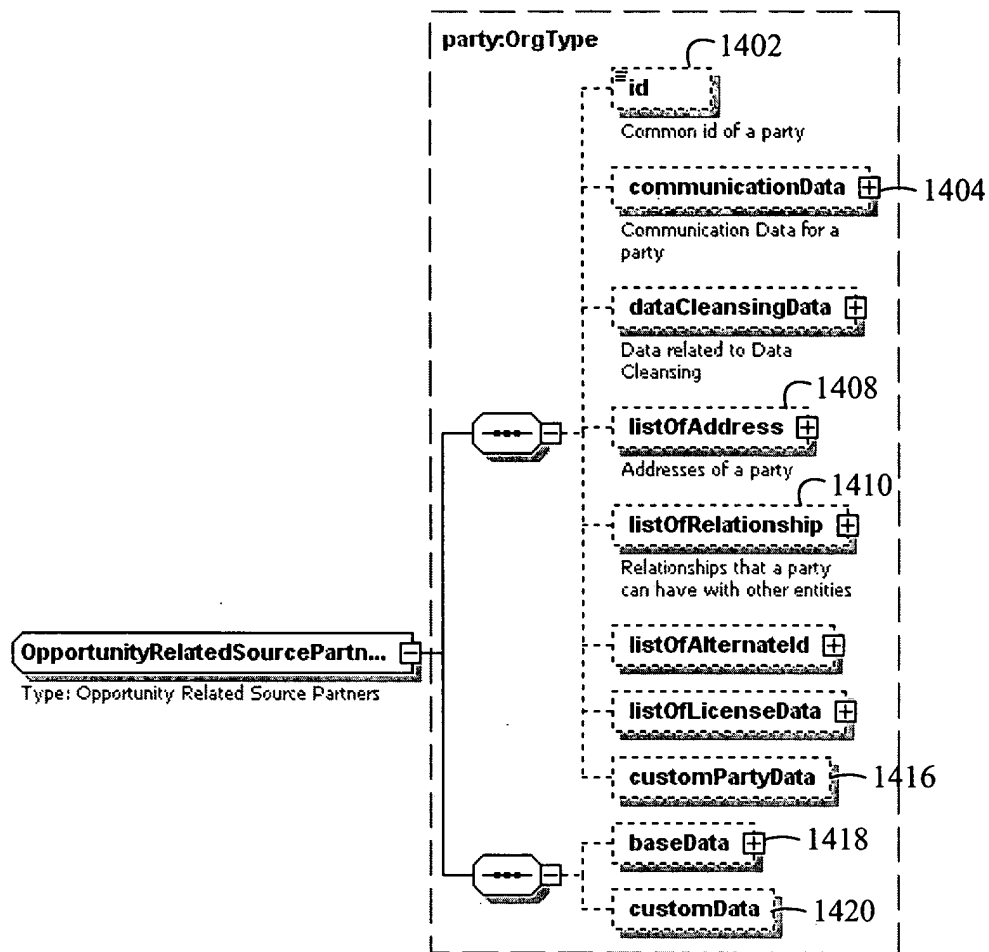 party:OrgType
1402
id
Common id of a party
communicationData
1404
Communication Data for a
party
dataCleansingData
Data related to Data
Cleansing
1408
listOfAddress
Addresses of a party
1410
listOfRelationship
Relationships that a party
can have with other entities
OpportunityRelatedSourcePartn...
Type: Opportunity Related Source Partners
listOfAlternateId
listOfLicenseData
customPartyData
1416
baseData
1418
customData
1420